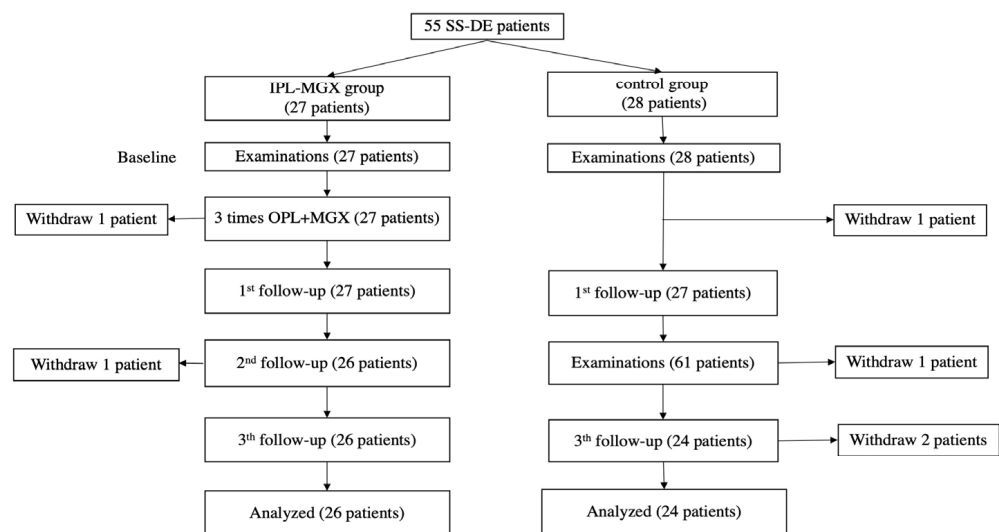 55 SS-DE patients
IPL-MGX group
(27 patients)
control group
(28 patients)
Baseline
Examinations (27 patients)
Examinations (28 patients)
Withdraw 1 patient
3 times OPL+MGX (27 patients)
Withdraw 1 patient
1st follow-up (27 patients)
1st follow-up (27 patients)
Withdraw 1 patient
2nd follow-up (26 patients)
Examinations (61 patients)
Withdraw 1 patient
3th follow-up (26 patients)
3th follow-up (24 patients)
Withdraw 2 patients
Analyzed (26 patients)
Analyzed (24 patients)